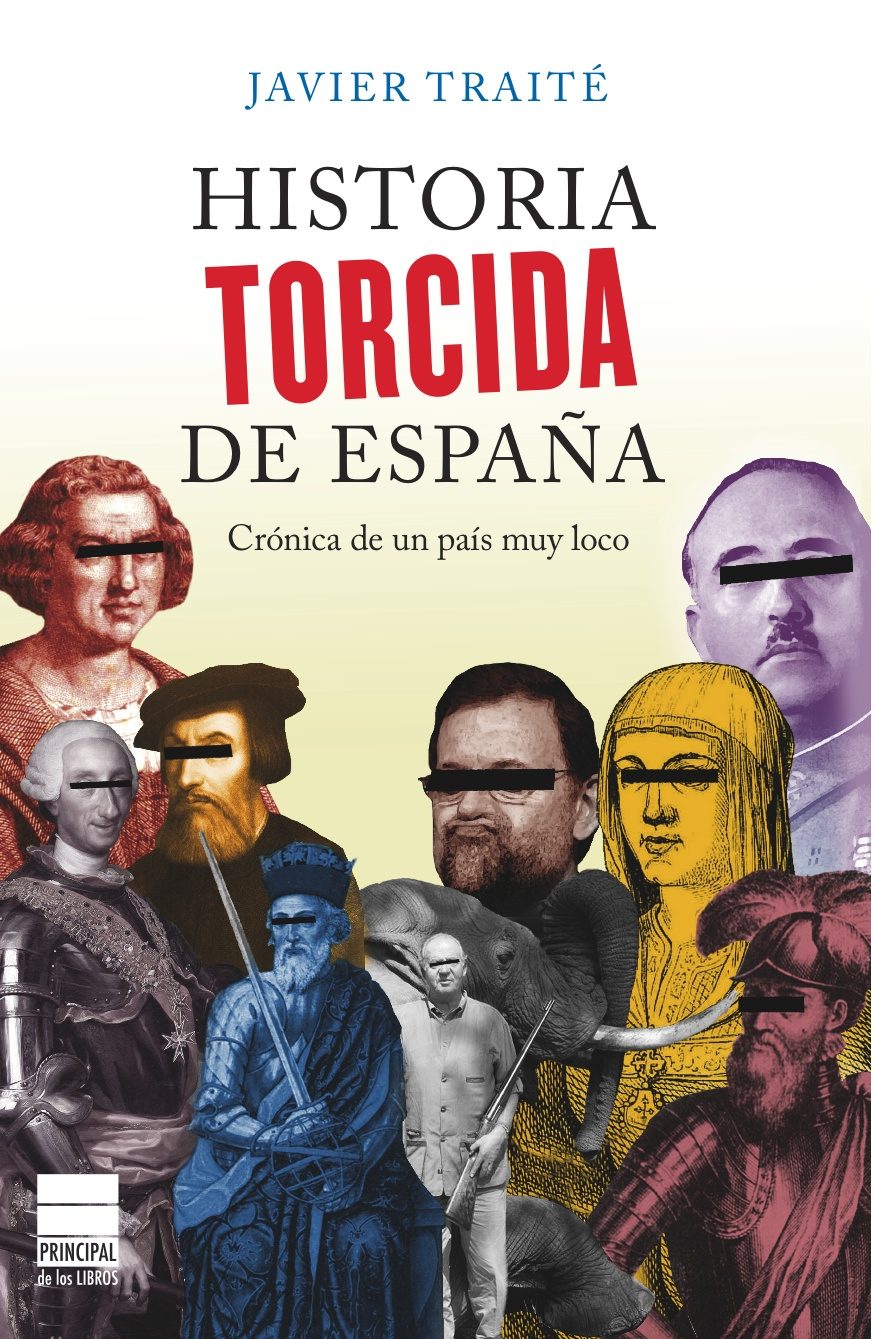 JAVIER TRAITÉ
HISTORIA
TORCIDA
DE ESPAÑA
Crónica de un país muy loco
PRINCIPAL
de los LIBROS